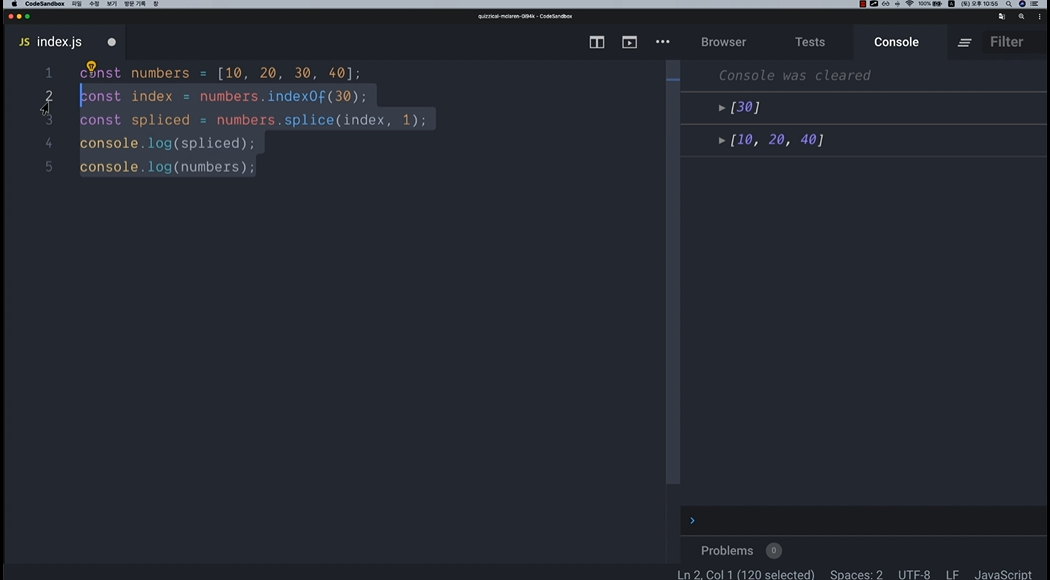 CodeSandbox 파일 수정 보기 방문 기록 창 100% (토) 오후 10:55
quizzical-mclaren-0l94k - CodeSandbox
JS index.js Browser Tests Console Filter
1 const numbers = [10, 20, 30, 40];
2 const index = numbers.indexOf(30);
3 const spliced = numbers.splice(index, 1);
4 console.log(spliced);
5 console.log(numbers);
Console was cleared
[30]
[10, 20, 40]
Problems 0
Ln 2, Col 1 (120 selected) Spaces: 2 UTF-8 LF JavaScript